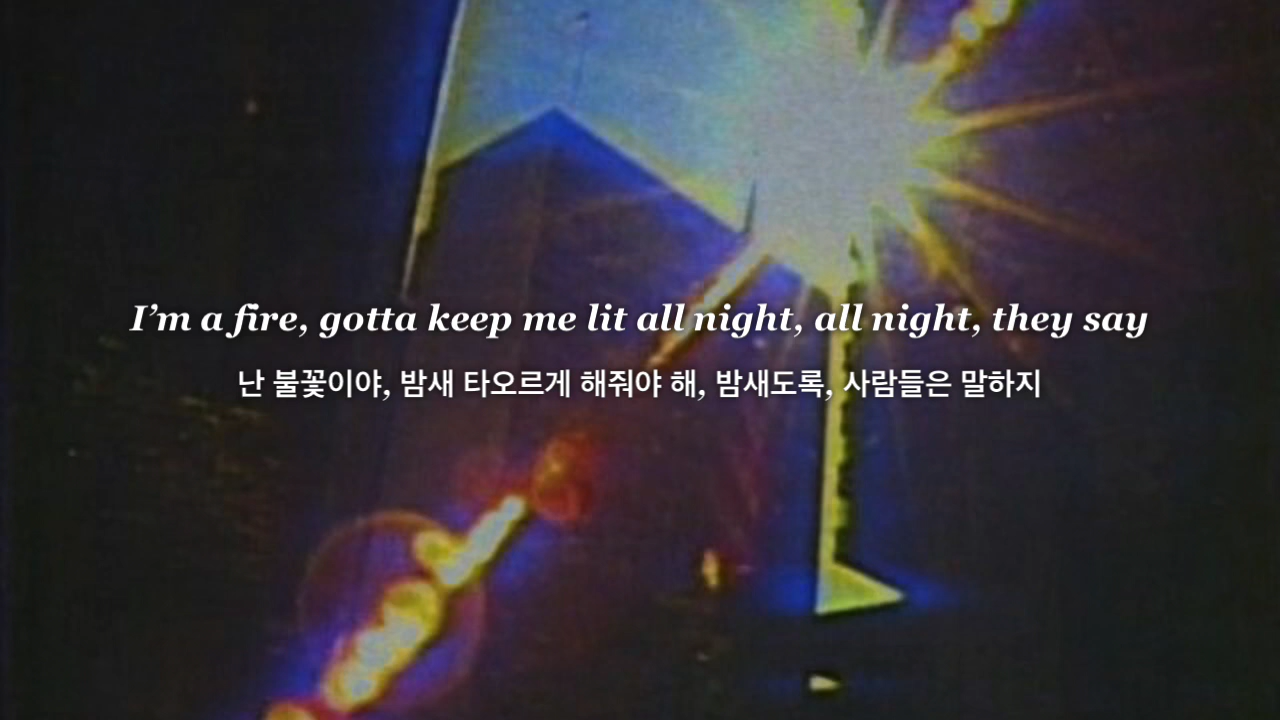 I’m a fire, gotta keep me lit all night, all night, they say
난 불꽃이야, 밤새 타오르게 해줘야 해, 밤새도록, 사람들은 말하지